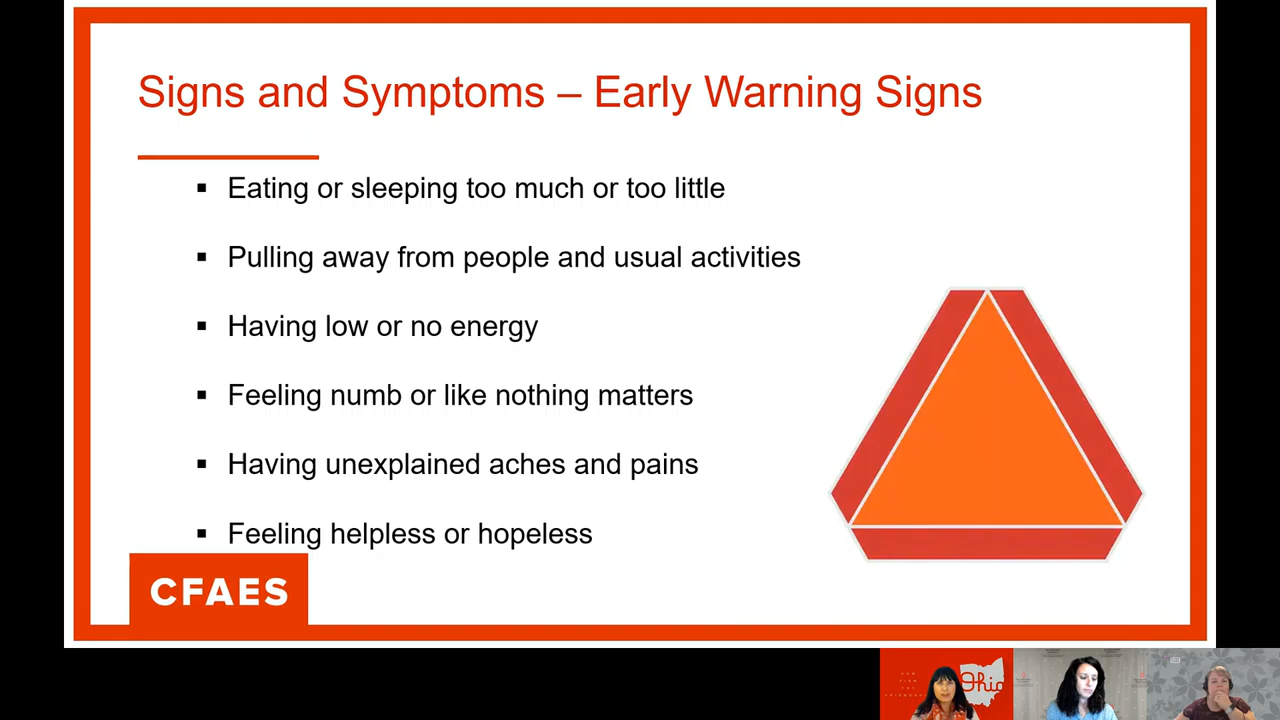 Signs and Symptoms – Early Warning Signs
▪ Eating or sleeping too much or too little
▪ Pulling away from people and usual activities
▪ Having low or no energy
▪ Feeling numb or like nothing matters
▪ Having unexplained aches and pains
▪ Feeling helpless or hopeless
CFAES
Ohio